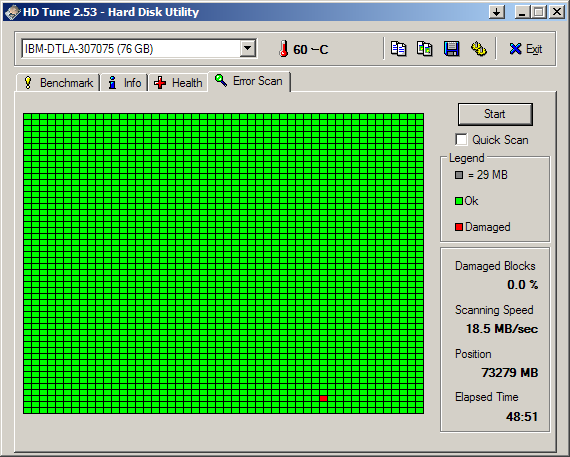 HD Tune 2.53 - Hard Disk Utility
IBM-DTLA-307075 (76 GB)
60 ·–C
Exit
Benchmark
Info
Health
Error Scan
Start
Quick Scan
Legend
= 29 MB
Ok
Damaged
Damaged Blocks
0.0 %
Scanning Speed
18.5 MB/sec
Position
73279 MB
Elapsed Time
48:51